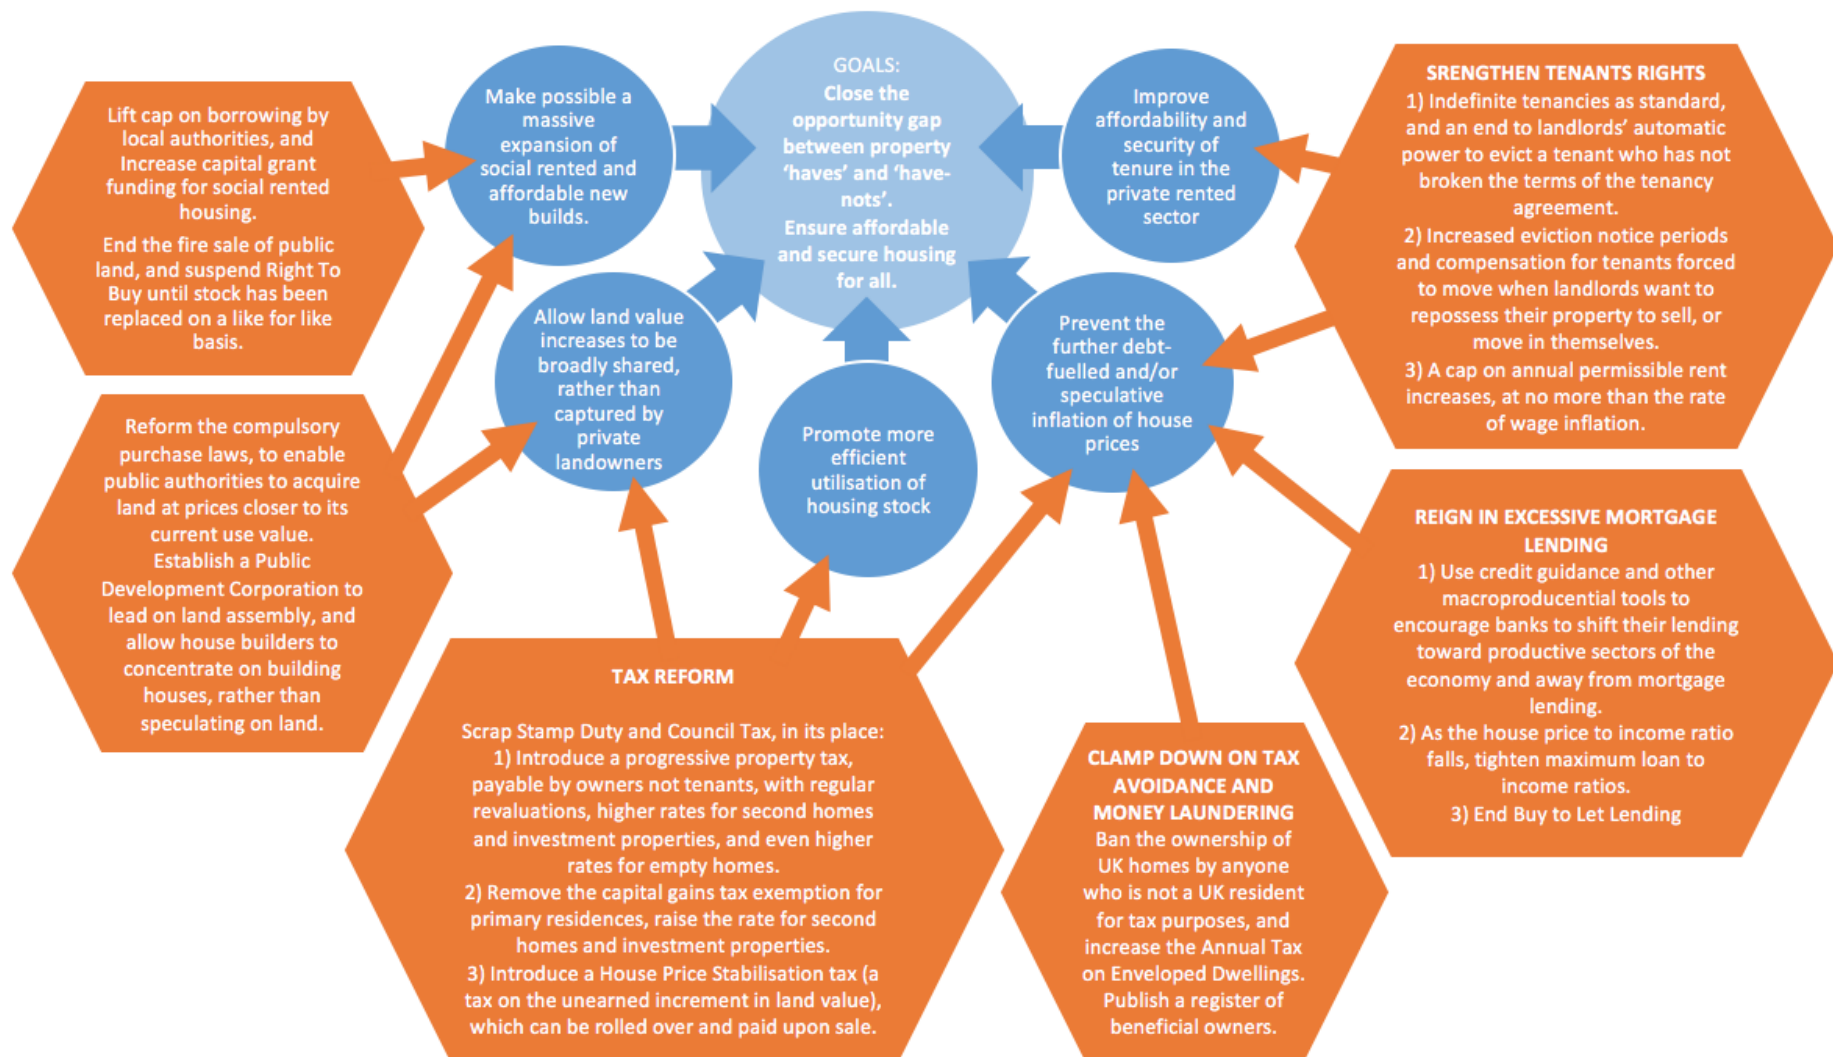 GOALS:
Close the
opportunity gap
between property
‘haves’ and ‘have-
nots’.
Ensure affordable
and secure housing
for all.
Make possible a
massive
expansion of
social rented and
affordable new
builds.
Improve
affordability and
security of
tenure in the
private rented
sector
Allow land value
increases to be
broadly shared,
rather than
captured by
private
landowners
Promote more
efficient
utilisation of
housing stock
Prevent the
further debt-
fuelled and/or
speculative
inflation of house
prices
Lift cap on borrowing by
local authorities, and
Increase capital grant
funding for social rented
housing.
End the fire sale of public
land, and suspend Right To
Buy until stock has been
replaced on a like for like
basis.
Reform the compulsory
purchase laws, to enable
public authorities to acquire
land at prices closer to its
current use value.
Establish a Public
Development Corporation to
lead on land assembly, and
allow house builders to
concentrate on building
houses, rather than
speculating on land.
TAX REFORM
Scrap Stamp Duty and Council Tax, in its place:
1) Introduce a progressive property tax,
payable by owners not tenants, with regular
revaluations, higher rates for second homes
and investment properties, and even higher
rates for empty homes.
2) Remove the capital gains tax exemption for
primary residences, raise the rate for second
homes and investment properties.
3) Introduce a House Price Stabilisation tax (a
tax on the unearned increment in land value),
which can be rolled over and paid upon sale.
CLAMP DOWN ON TAX
AVOIDANCE AND
MONEY LAUNDERING
Ban the ownership of
UK homes by anyone
who is not a UK resident
for tax purposes, and
increase the Annual Tax
on Enveloped Dwellings.
Publish a register of
beneficial owners.
SRENGTHEN TENANTS RIGHTS
1) Indefinite tenancies as standard,
and an end to landlords’ automatic
power to evict a tenant who has not
broken the terms of the tenancy
agreement.
2) Increased eviction notice periods
and compensation for tenants forced
to move when landlords want to
repossess their property to sell, or
move in themselves.
3) A cap on annual permissible rent
increases, at no more than the rate
of wage inflation.
REIGN IN EXCESSIVE MORTGAGE
LENDING
1) Use credit guidance and other
macroproducential tools to
encourage banks to shift their lending
toward productive sectors of the
economy and away from mortgage
lending.
2) As the house price to income ratio
falls, tighten maximum loan to
income ratios.
3) End Buy to Let Lending